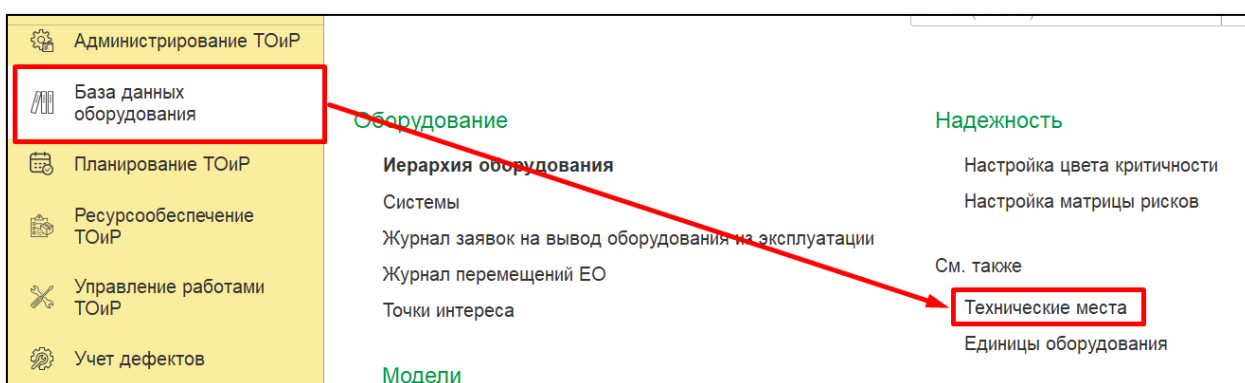 Администрирование ТОиР
База данных
оборудования
Планирование ТОиР
Ресурсообеспечение
ТОиР
Управление работами
ТОиР
Учет дефектов
Оборудование
Иерархия оборудования
Системы
Журнал заявок на вывод оборудования из эксплуатации
Журнал перемещений ЕО
Точки интереса
Модели
Надежность
Настройка цвета критичности
Настройка матрицы рисков
См. также
Технические места
Единицы оборудования